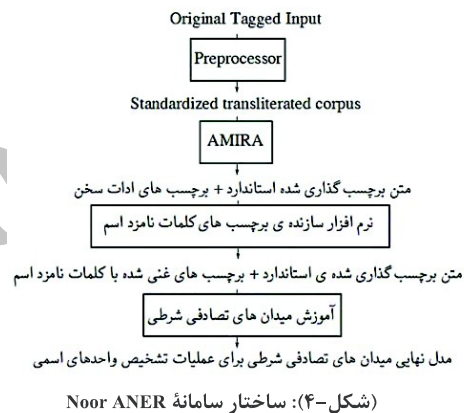 Original Tagged Input
Preprocessor
Standardized transliterated corpus
AMIRA
متن برچسب گذاری شده استاندارد + برچسب های ادات سخن
نرم افزار سازنده ی برچسب های کلمات نامزد اسم
متن برچسب گذاری شده ی استاندارد + برچسب های غنی شده با کلمات نامزد اسم
آموزش میدان های تصادفی شرطی
مدل نهایی میدان های تصادفی شرطی برای عملیات تشخیص واحدهای اسمی
(شکل-۴): ساختار سامانۀ Noor ANER